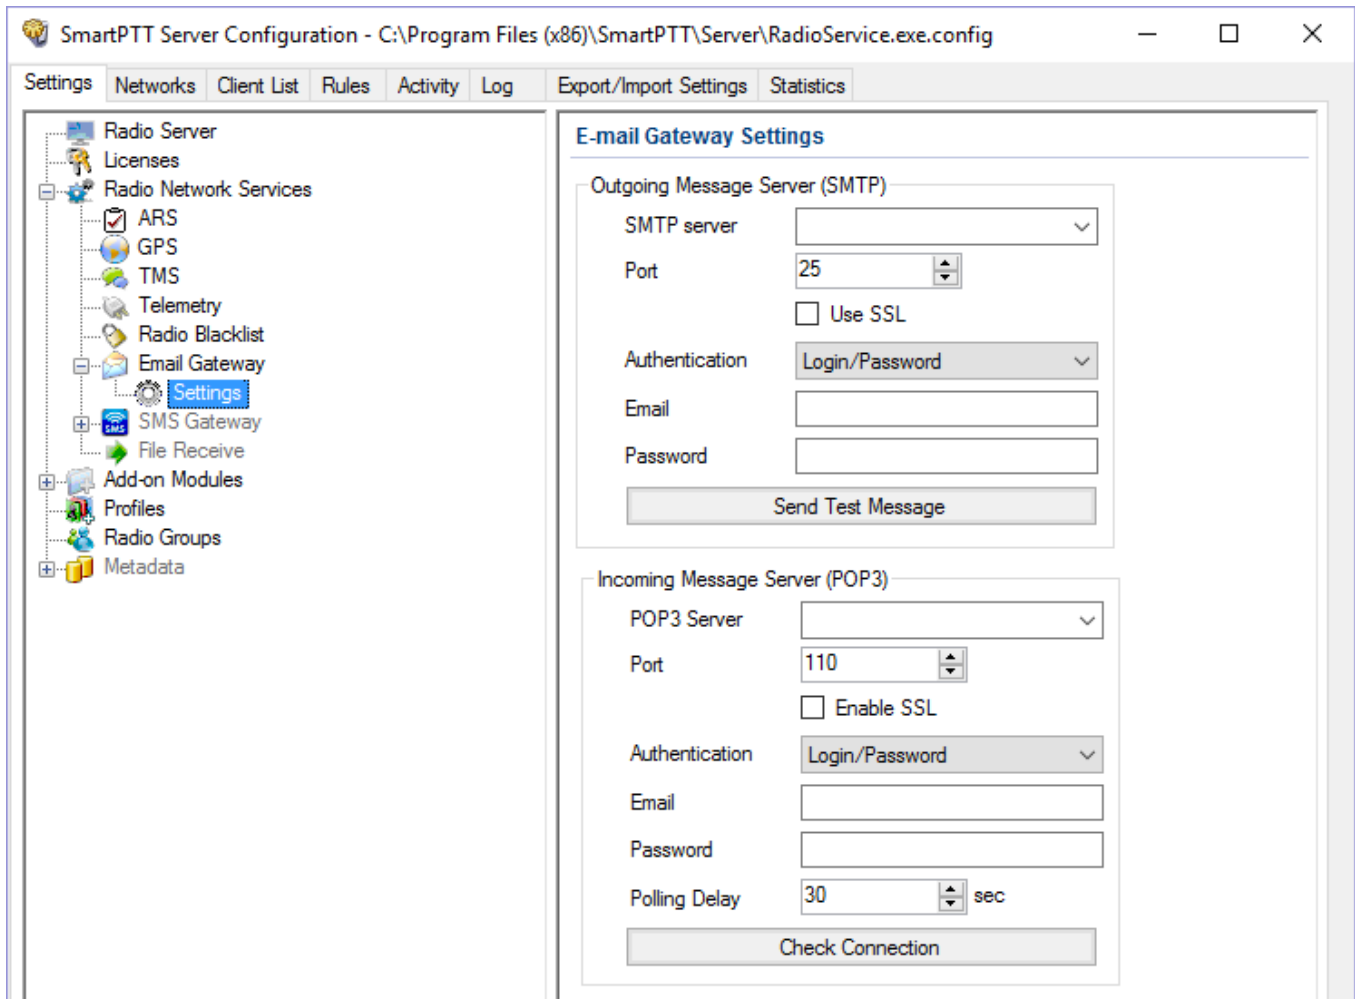 SmartPTT Server Configuration - C:\Program Files (x86)\SmartPTT\Server\RadioService.exe.config
Settings Networks Client List Rules Activity Log Export/Import Settings Statistics
Radio Server
Licenses
Radio Network Services
ARS
GPS
TMS
Telemetry
Radio Blacklist
Email Gateway
Settings
SMS Gateway
File Receive
Add-on Modules
Profiles
Radio Groups
Metadata
E-mail Gateway Settings
Outgoing Message Server (SMTP)
SMTP server
Port 25
Use SSL
Authentication Login/Password
Email
Password
Send Test Message
Incoming Message Server (POP3)
POP3 Server
Port 110
Enable SSL
Authentication Login/Password
Email
Password
Polling Delay 30 sec
Check Connection